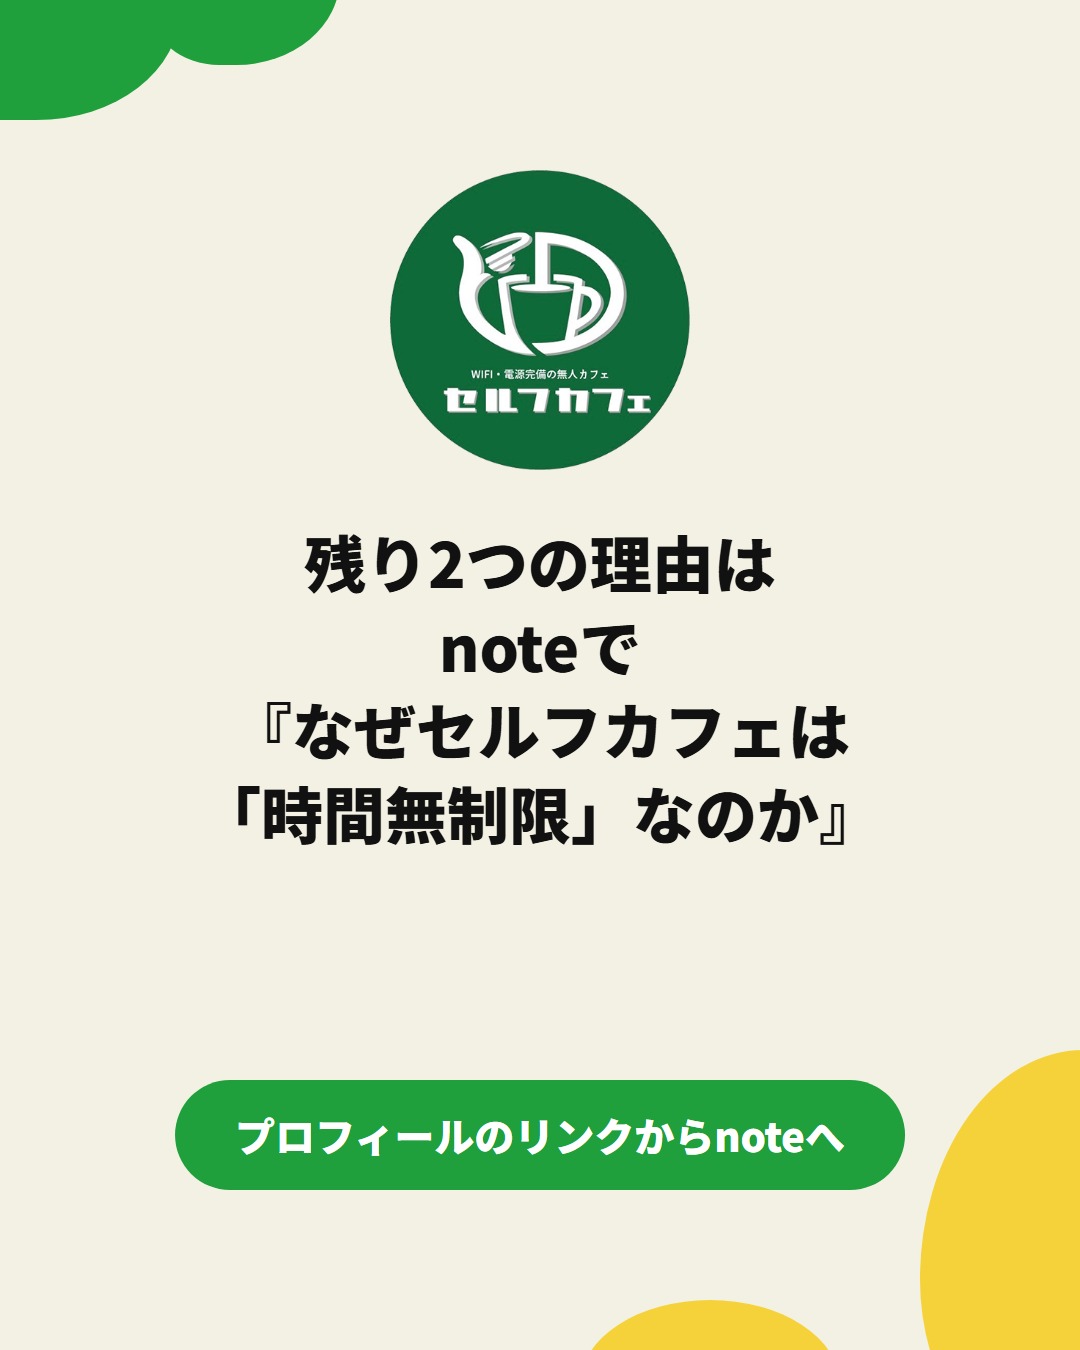 WIFI・電源完備の無人カフェ
セルフカフェ
残り2つの理由は
noteで
『なぜセルフカフェは
「時間無制限」なのか』
プロフィールのリンクからnoteへ